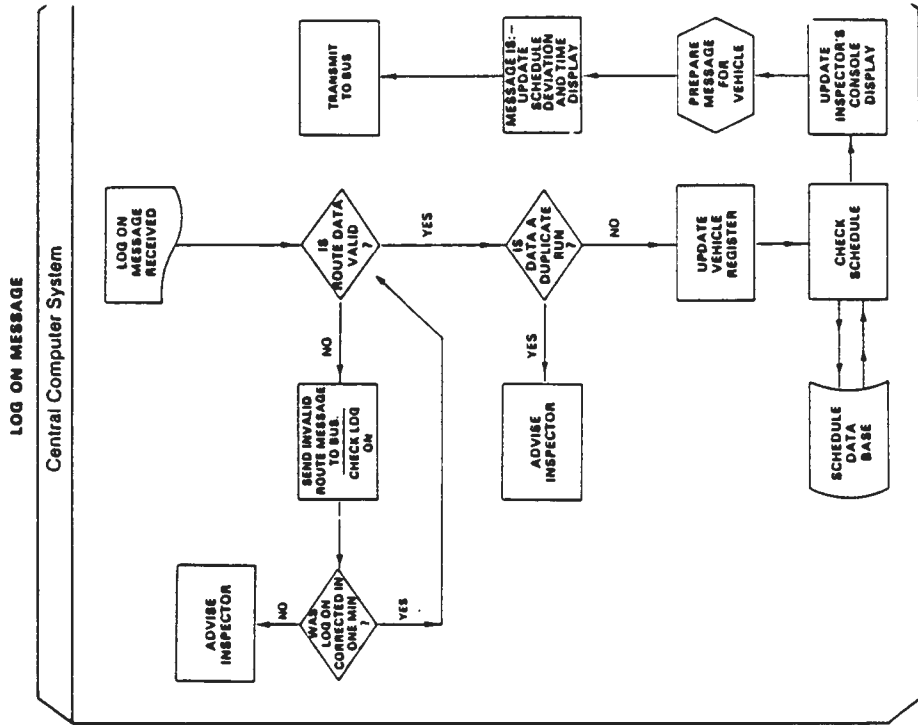 LOG ON MESSAGE
Central Computer System
LOG ON
MESSAGE
RECEIVED
IS
ROUTE DATA
VALID
?
NO
YES
SEND INVALID
ROUTE MESSAGE
TO BUS.
CHECK LOG
ON
WAS
LOG ON
CORRECTED IN
ONE MIN
?
NO
YES
ADVISE
INSPECTOR
IS
DATA A
DUPLICATE
RUN
?
YES
NO
ADVISE
INSPECTOR
UPDATE
VEHICLE
REGISTER
CHECK
SCHEDULE
SCHEDULE
DATA
BASE
UPDATE
INSPECTOR'S
CONSOLE
DISPLAY
PREPARE
MESSAGE
FOR
VEHICLE
MESSAGE IS:-
UPDATE
SCHEDULE
DEVIATION
AND TIME
DISPLAY
TRANSMIT
TO BUS